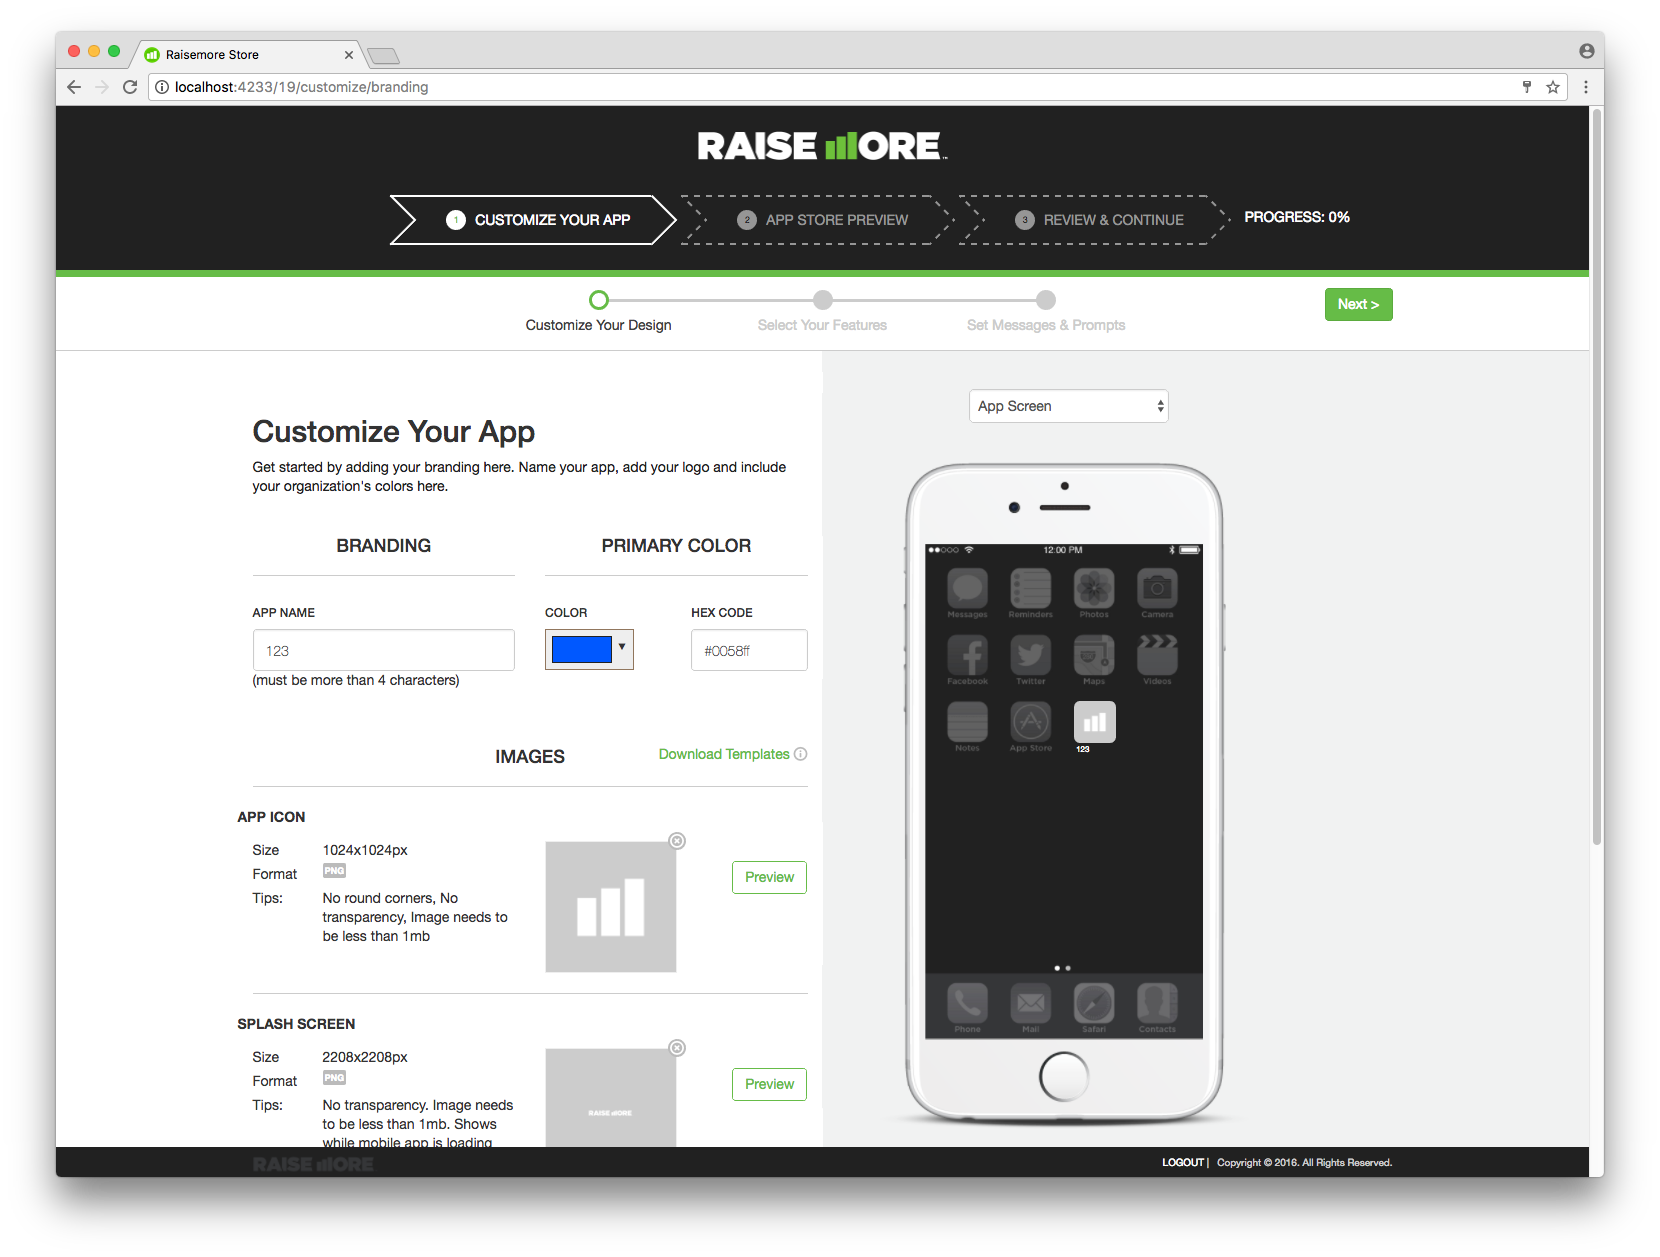 Raisemore Store
localhost:4233/19/customize/branding
RAISE MORE™
1 CUSTOMIZE YOUR APP
2 APP STORE PREVIEW
3 REVIEW & CONTINUE
PROGRESS: 0%
Customize Your Design
Select Your Features
Set Messages & Prompts
Next >
App Screen
Customize Your App
Get started by adding your branding here. Name your app, add your logo and include
your organization's colors here.
BRANDING
PRIMARY COLOR
APP NAME
COLOR
HEX CODE
123
#0058ff
(must be more than 4 characters)
IMAGES
Download Templates
APP ICON
Size 1024x1024px
Format PNG
Tips: No round corners, No
transparency, Image needs to
be less than 1mb
Preview
SPLASH SCREEN
Size 2208x2208px
Format PNG
Tips: No transparency. Image needs
to be less than 1mb. Shows
while mobile app is loading
RAISE MORE
Preview
12:00 PM
Messages Reminders Photos Camera
Facebook Twitter Maps Videos
Notes App Store 123
Phone Mail Safari Contacts
RAISE MORE
LOGOUT | Copyright © 2016. All Rights Reserved.